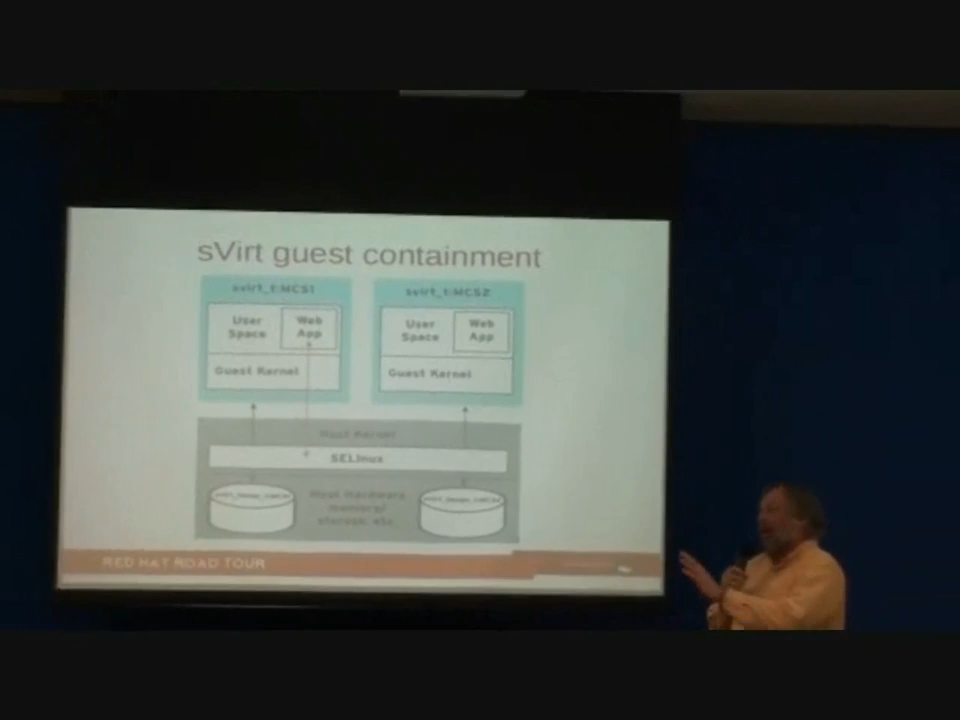 sVirt guest containment
svirt_t:MCS1
svirt_t:MCS2
User
Space
Web
App
User
Space
Web
App
Guest Kernel
Guest Kernel
Host Kernel
SELinux
Host Hardware
memory/
storage, etc
RED HAT ROAD TOUR